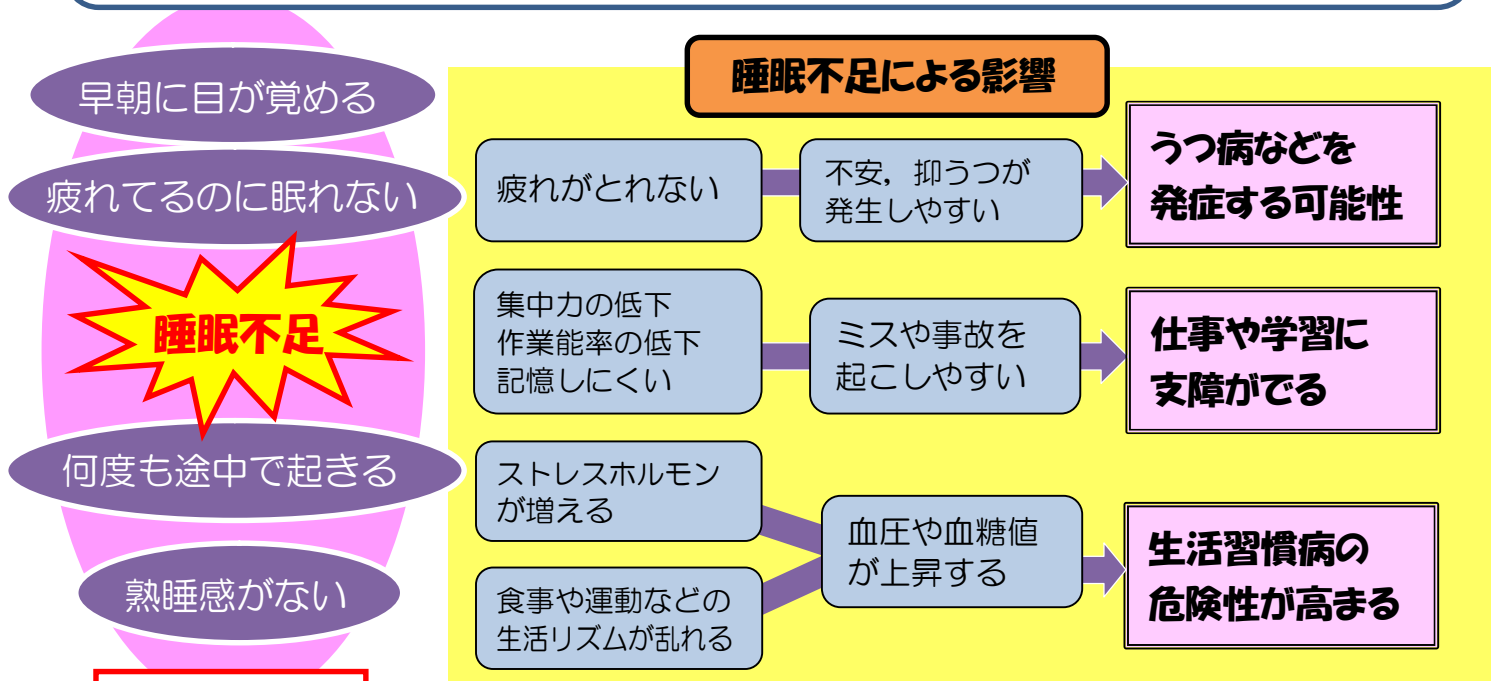 早朝に目が覚める
疲れてるのに眠れない
睡眠不足
何度も途中で起きる
熟睡感がない
睡眠不足による影響
疲れがとれない
不安，抑うつが
発生しやすい
うつ病などを
発症する可能性
集中力の低下
作業能率の低下
記憶しにくい
ミスや事故を
起こしやすい
仕事や学習に
支障がでる
ストレスホルモン
が増える
食事や運動などの
生活リズムが乱れる
血圧や血糖値
が上昇する
生活習慣病の
危険性が高まる